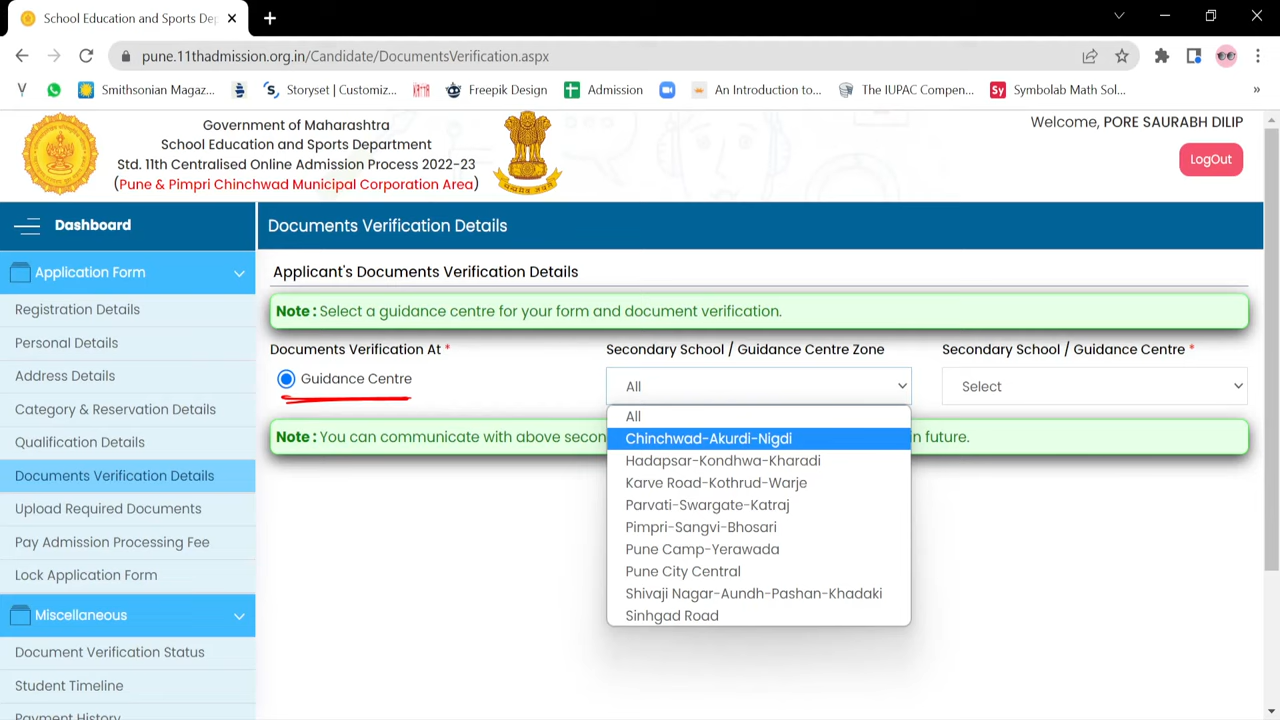 School Education and Sports De
pune.11thadmission.org.in/Candidate/DocumentsVerification.aspx
Smithsonian Magaz...
Storyset | Customiz...
Freepik Design
Admission
An Introduction to...
The IUPAC Compen...
Sy
Symbolab Math Sol...
»
Government of Maharashtra
School Education and Sports Department
Std. 11th Centralised Online Admission Process 2022-23
(Pune & Pimpri Chinchwad Municipal Corporation Area)
Welcome, PORE SAURABH DILIP
LogOut
Dashboard
Application Form
Registration Details
Personal Details
Address Details
Category & Reservation Details
Qualification Details
Documents Verification Details
Upload Required Documents
Pay Admission Processing Fee
Lock Application Form
Miscellaneous
Document Verification Status
Student Timeline
Payment History
Documents Verification Details
Applicant's Documents Verification Details
Note : Select a guidance centre for your form and document verification.
Documents Verification At *
Guidance Centre
Secondary School / Guidance Centre Zone
All
Secondary School / Guidance Centre *
Select
Note : You can communicate with above secon
n future.
All
Chinchwad-Akurdi-Nigdi
Hadapsar-Kondhwa-Kharadi
Karve Road-Kothrud-Warje
Parvati-Swargate-Katraj
Pimpri-Sangvi-Bhosari
Pune Camp-Yerawada
Pune City Central
Shivaji Nagar-Aundh-Pashan-Khadaki
Sinhgad Road